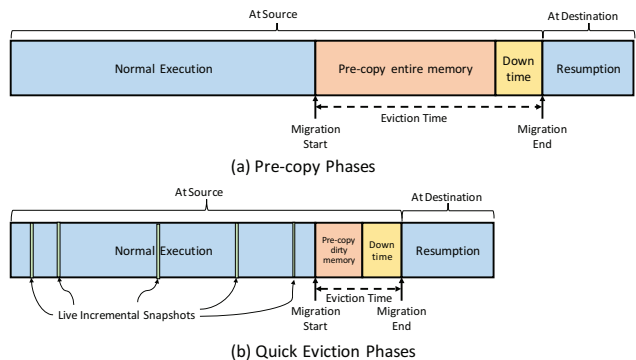 At Source
At Destination
Normal Execution
Pre-copy entire memory
Down
time
Resumption
Eviction Time
Migration
Start
Migration
End
(a) Pre-copy Phases
At Source
At Destination
Normal Execution
Pre-copy
dirty
memory
Down
time
Resumption
Eviction Time
Live Incremental Snapshots
Migration
Start
Migration
End
(b) Quick Eviction Phases